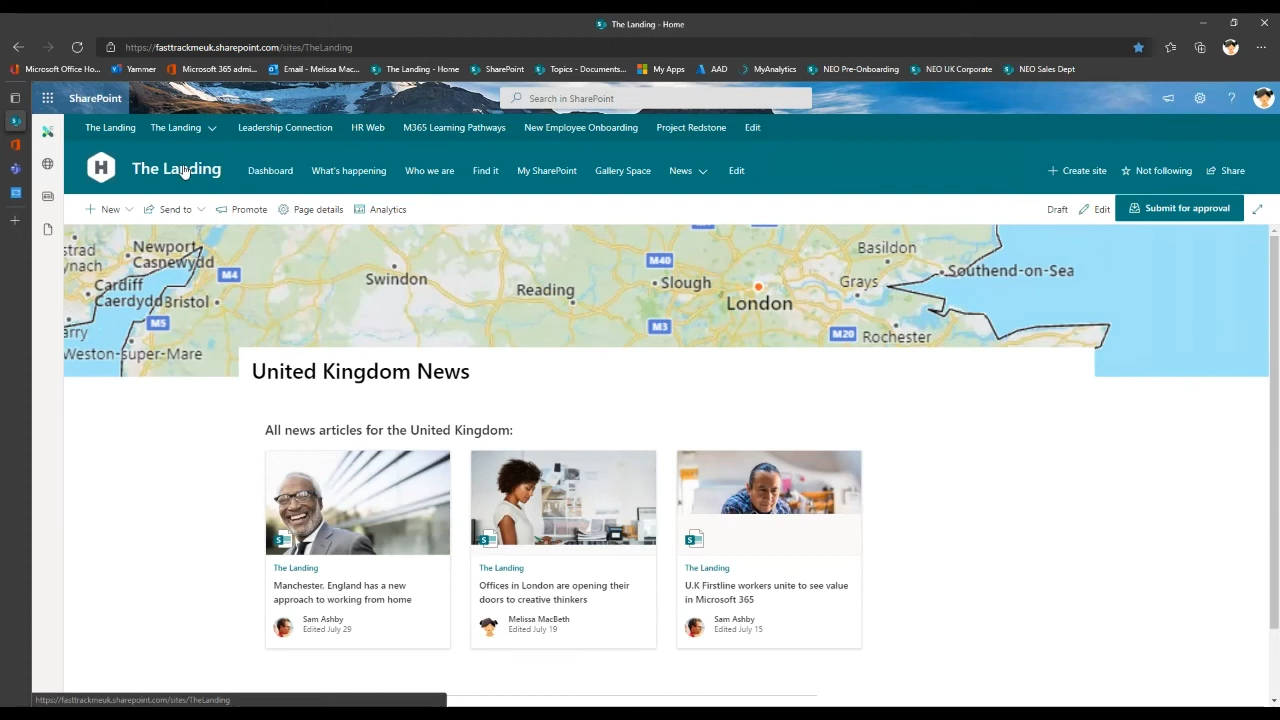 The Landing - Home
https://fasttrackmeuk.sharepoint.com/sites/TheLanding
Microsoft Office Ho... Yammer Microsoft 365 admi... Email - Melissa Mac... The Landing - Home SharePoint Topics - Documents... My Apps AAD MyAnalytics NEO Pre-Onboarding NEO UK Corporate NEO Sales Dept
SharePoint Search in SharePoint ?
The Landing The Landing Leadership Connection HR Web M365 Learning Pathways New Employee Onboarding Project Redstone Edit
H The Landing Dashboard What's happening Who we are Find it My SharePoint Gallery Space News Edit Create site Not following Share
New Send to Promote Page details Analytics Draft Edit Submit for approval
Newport
Casnewydd
Cardiff
Caerdydd
Bristol
M4
M5
Weston-super-Mare
Swindon
Reading
M40
Slough
London
M3
Basildon
Grays
Southend-on-Sea
M20
Rochester
United Kingdom News
All news articles for the United Kingdom:
The Landing
Manchester, England has a new
approach to working from home
Sam Ashby
Edited July 29
The Landing
Offices in London are opening their
doors to creative thinkers
Melissa MacBeth
Edited July 19
The Landing
U.K Firstline workers unite to see value
in Microsoft 365
Sam Ashby
Edited July 15
https://fasttrackmeuk.sharepoint.com/sites/TheLanding